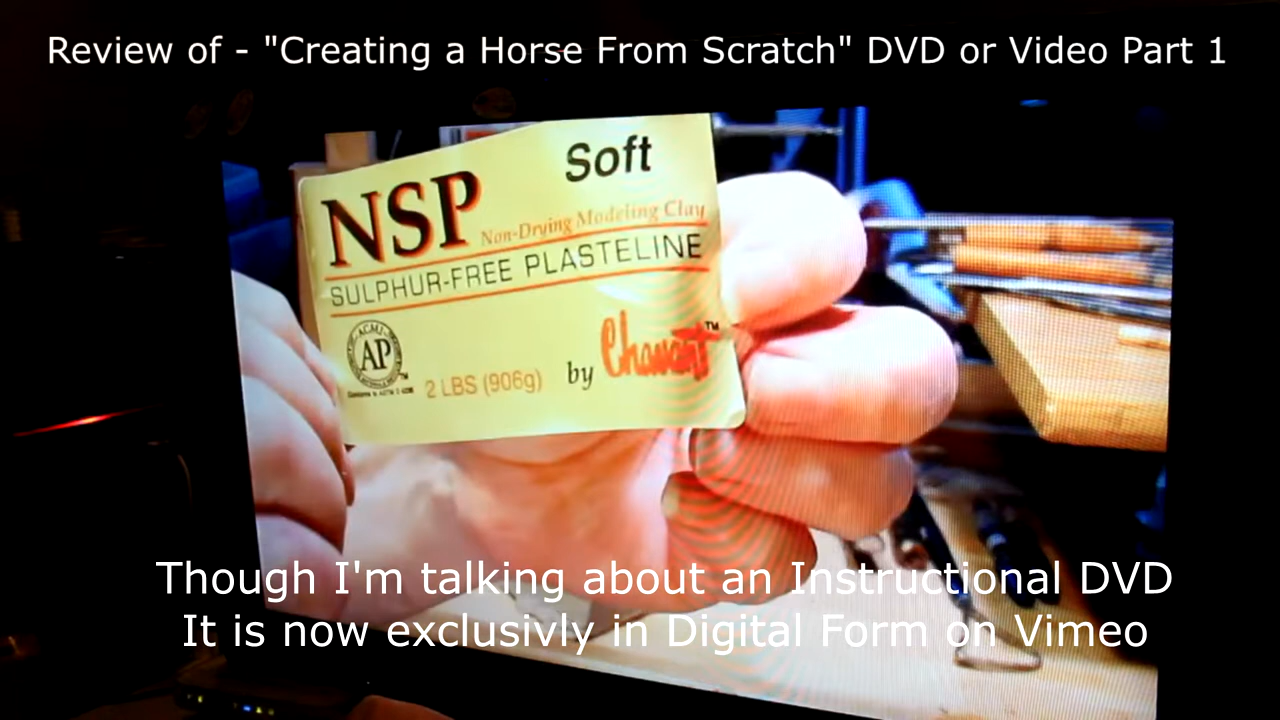 Review of - "Creating a Horse From Scratch" DVD or Video Part 1
Soft
NSP
Non-Drying Modeling Clay
SULPHUR-FREE PLASTELINE
ACMI
AP
2 LBS (906g)
by Chavant™
Though I'm talking about an Instructional DVD
It is now exclusivly in Digital Form on Vimeo